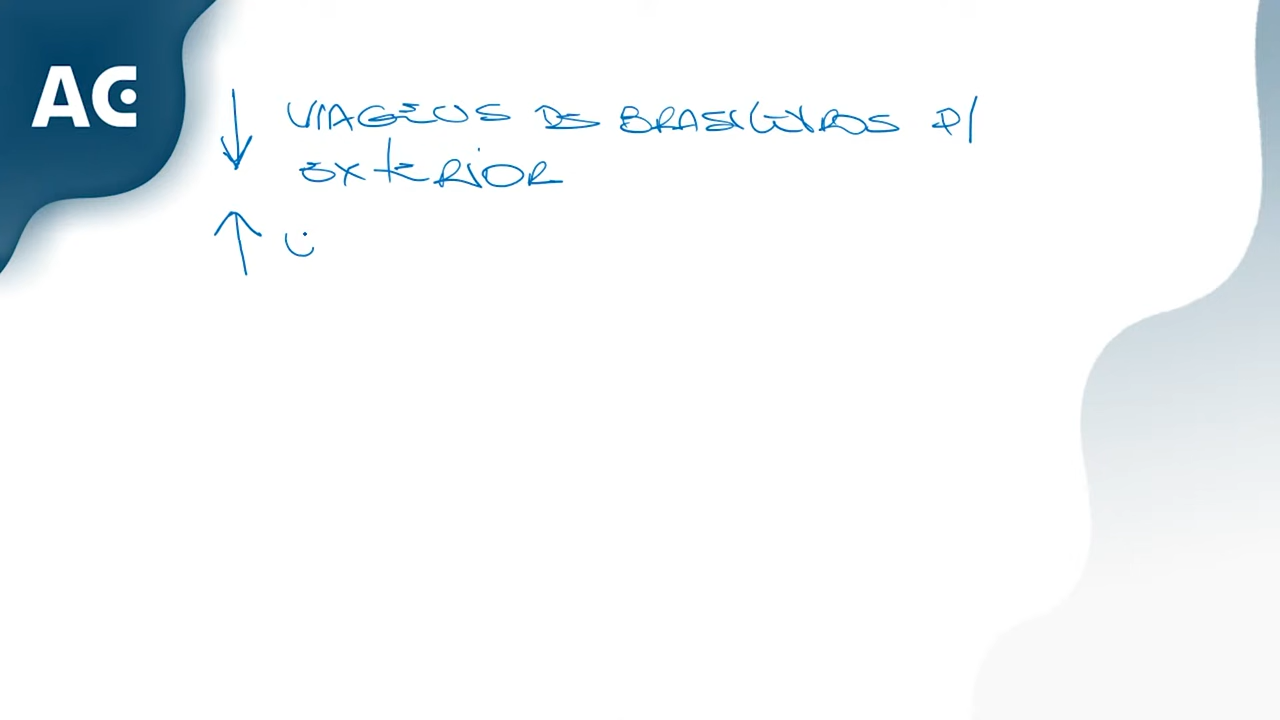 AC
↓ VIAGENS DE BRASILEIROS P/
EXTERIOR
↑